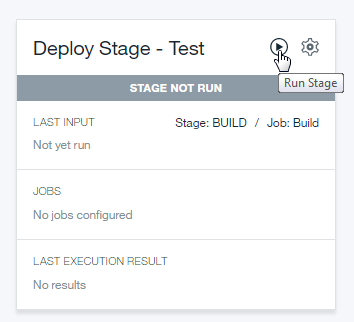 Deploy Stage - Test
Run Stage
STAGE NOT RUN
LAST INPUT
Stage: BUILD / Job: Build
Not yet run
JOBS
No jobs configured
LAST EXECUTION RESULT
No results